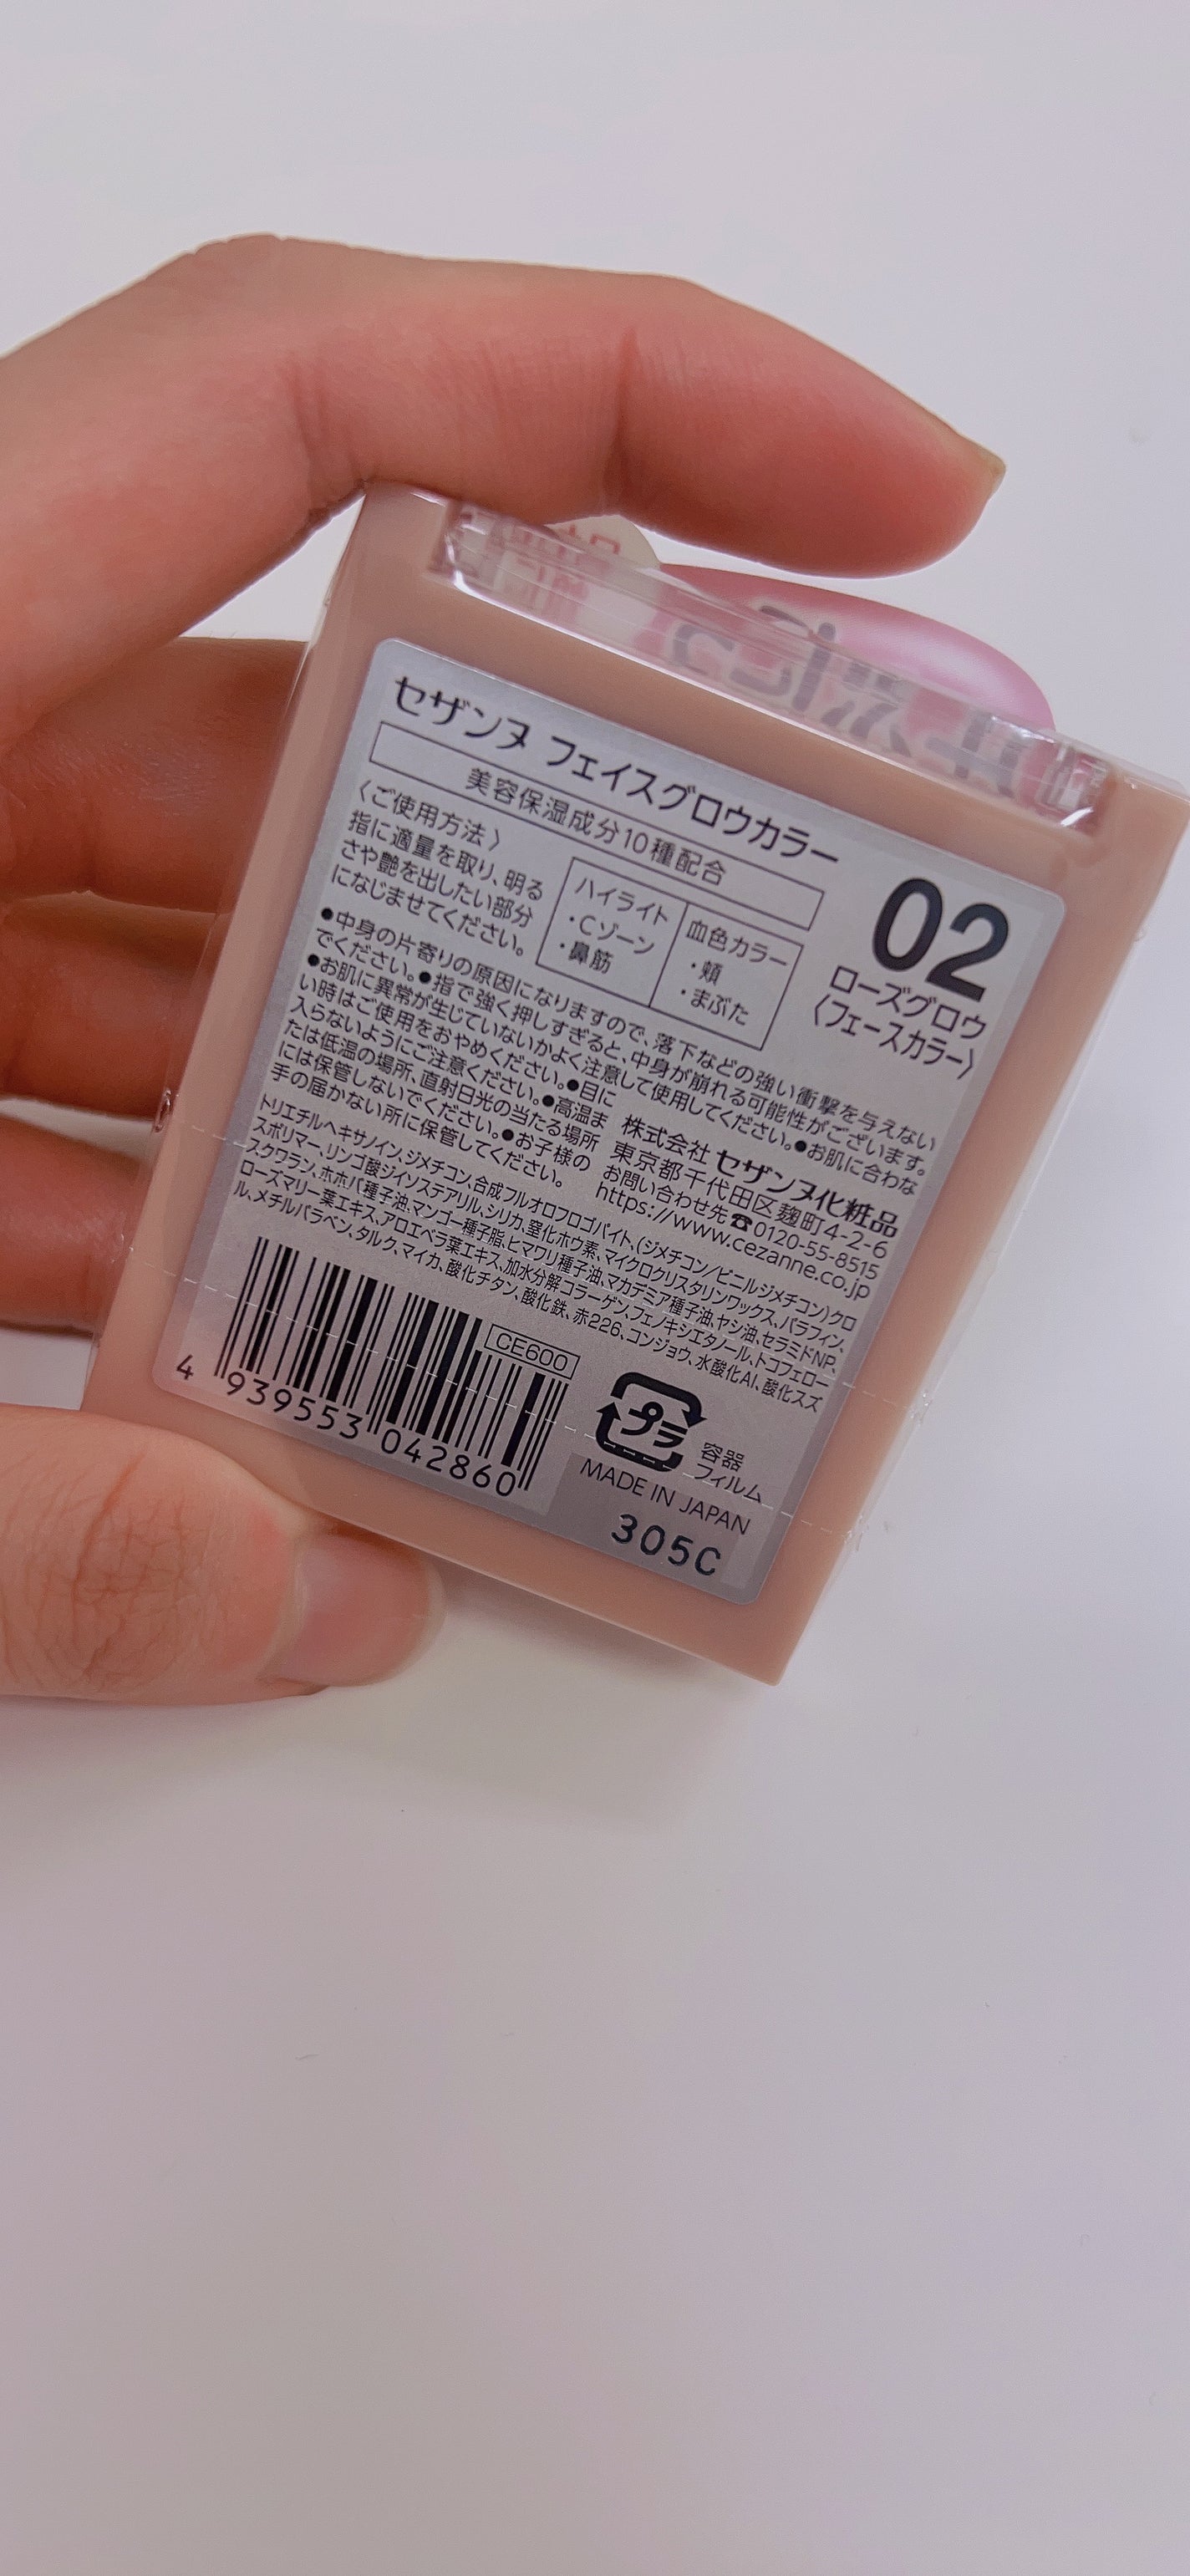 セザンヌ フェイスグロウカラー
美容保湿成分10種配合
02
ローズグロウ
〈フェースカラー〉
〈ご使用方法〉
指に適量を取り、明る
さや艶を出したい部分
になじませてください。
ハイライト
・Cゾーン
・鼻筋
血色カラー
・頬
・まぶた
●中身の片寄りの原因になりますので、落下などの強い衝撃を与えない
でください。●指で強く押しすぎると、中身が崩れる可能性がございます。
●お肌に異常が生じていないかよく注意して使用してください。●お肌に合わな
い時はご使用をおやめください。●目に
入らないようにご注意ください。●高温ま
たは低温の場所、直射日光の当たる場所
には保管しないでください。●お子様の
手の届かない所に保管してください。
株式会社 セザンヌ化粧品
東京都千代田区麹町4-2-6
お問い合わせ先☎0120-55-8515
https://www.cezanne.co.jp
トリエチルヘキサノイン、ジメチコン、合成フルオロフロゴパイト、(ジメチコン/ビニルジメチコン)クロ
スポリマー、リンゴ酸ジイソステアリル、シリカ、窒化ホウ素、マイクロクリスタリンワックス、パラフィン、
スクワラン、ホホバ種子油、マンゴー種子脂、ヒマワリ種子油、マカデミア種子油、ヤシ油、セラミドNP、
ローズマリー葉エキス、アロエベラ葉エキス、加水分解コラーゲン、フェノキシエタノール、トコフェロー
ル、メチルパラベン、タルク、マイカ、酸化チタン、酸化鉄、赤226、コンジョウ、水酸化Al、酸化スズ
CE600
4 939553 042860
プラ
容器
フィルム
MADE IN JAPAN
305C